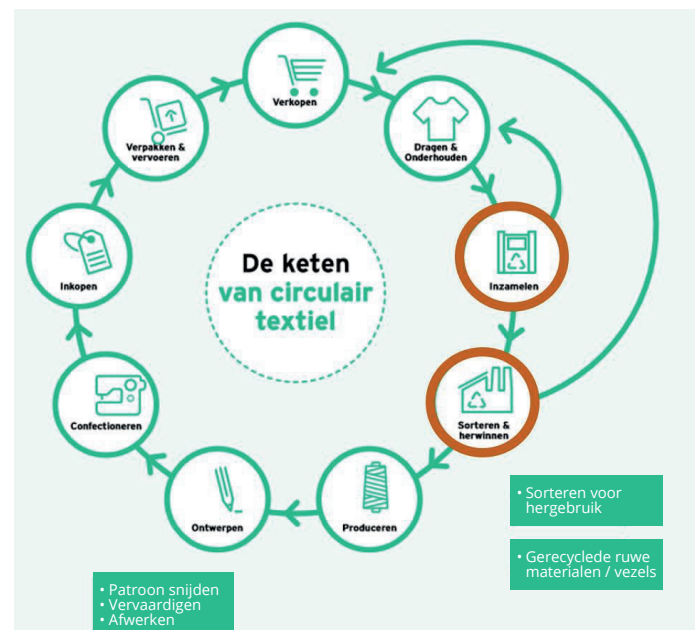 De keten
van circulair
textiel
Verkopen
Dragen &
Onderhouden
Inzamelen
Sorteren &
herwinnen
Produceren
Ontwerpen
Confectioneren
Inkopen
Verpakken &
vervoeren
• Sorteren voor
hergebruik
• Gerecyclede ruwe
materialen / vezels
• Patroon snijden
• Vervaardigen
• Afwerken